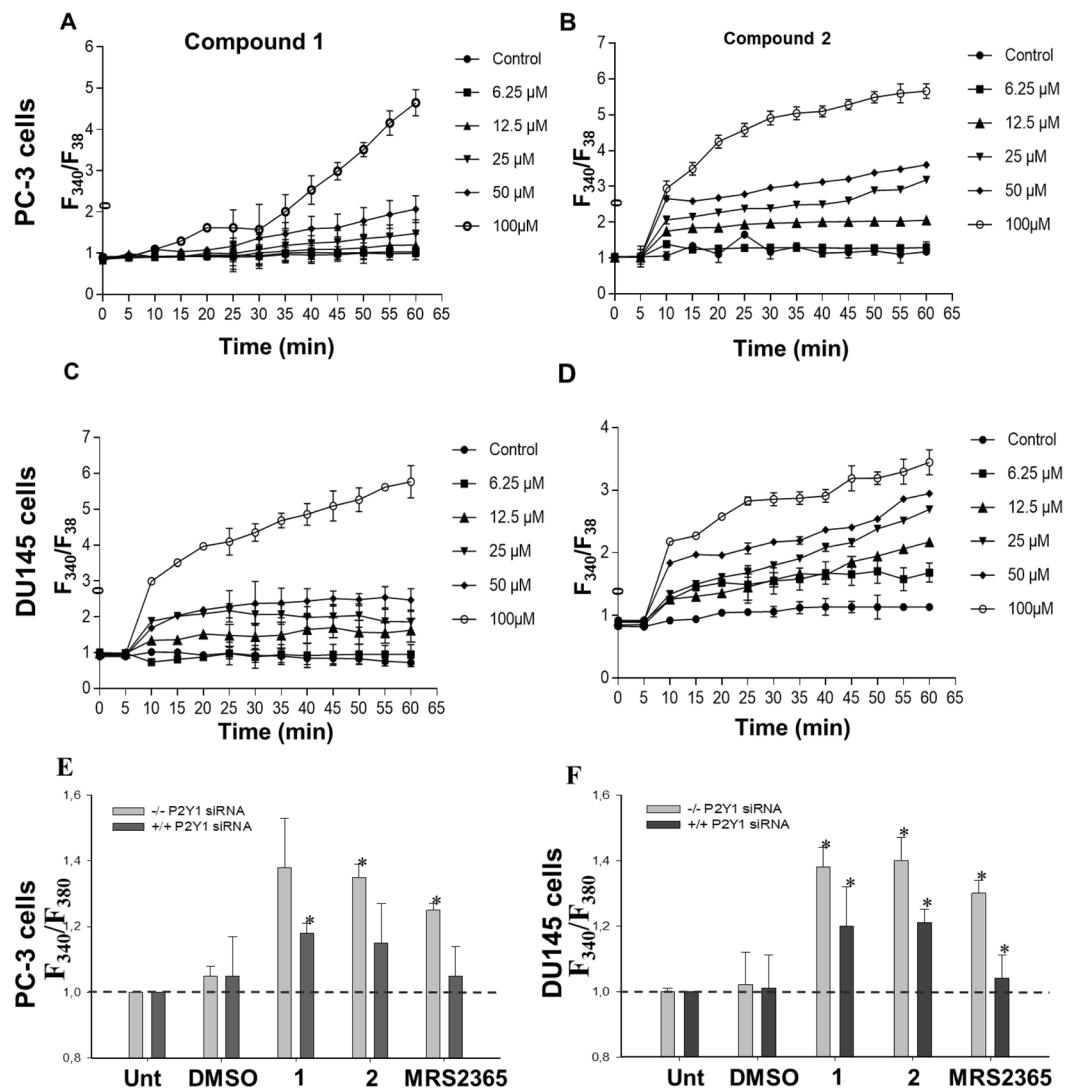 A
Compound 1
PC-3 cells
F340/F38
6
5
4
3
2
1
0
0
0 5 10 15 20 25 30 35 40 45 50 55 60 65
Time (min)
Control
6.25 µM
12.5 µM
25 µM
50 µM
100µM
B
Compound 2
F340/F38
7
6
5
4
3
2
1
0
0
0 5 10 15 20 25 30 35 40 45 50 55 60 65
Time (min)
Control
6.25 µM
12.5 µM
25 µM
50 µM
100µM
C
DU145 cells
F340/F38
7
6
5
4
3
2
1
0
0
0 5 10 15 20 25 30 35 40 45 50 55 60 65
Time (min)
Control
6.25 µM
12.5 µM
25 µM
50 µM
100µM
D
F340/F38
4
3
2
1
0
0
0 5 10 15 20 25 30 35 40 45 50 55 60 65
Time (min)
Control
6.25 µM
12.5 µM
25 µM
50 µM
100µM
E
PC-3 cells
F340/F380
1,6
1,4
1,2
1,0
0,8
-/- P2Y1 siRNA
+/+ P2Y1 siRNA
* * *
Unt DMSO 1 2 MRS2365
F
DU145 cells
F340/F380
1,6
1,4
1,2
1,0
0,8
-/- P2Y1 siRNA
+/+ P2Y1 siRNA
* * * * * *
Unt DMSO 1 2 MRS2365